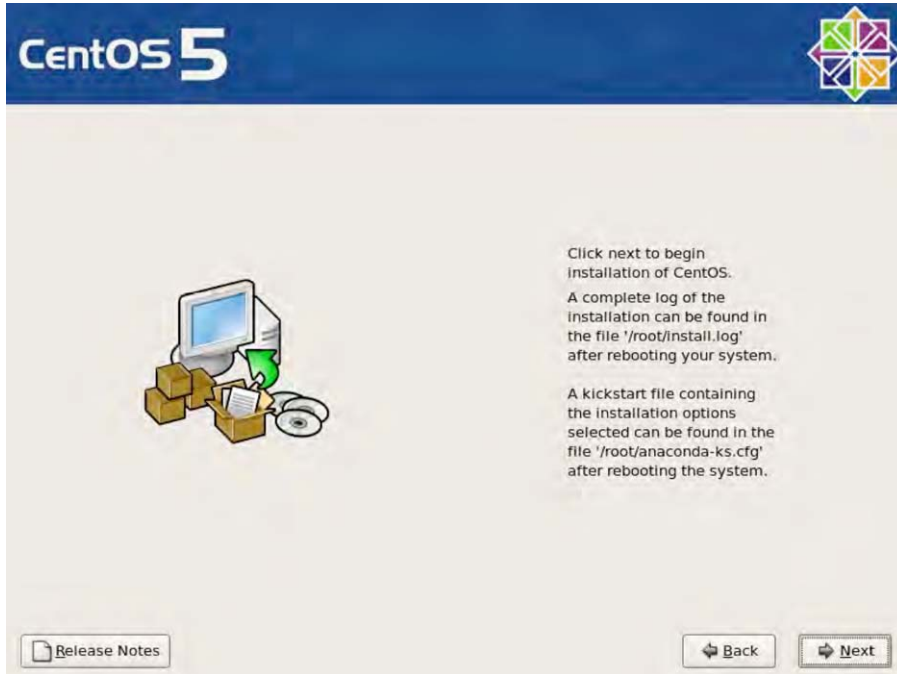 CentOS 5
Click next to begin
installation of CentOS.
A complete log of the
installation can be found in
the file '/root/install.log'
after rebooting your system.
A kickstart file containing
the installation options
selected can be found in the
file '/root/anaconda-ks.cfg'
after rebooting the system.
Release Notes
Back
Next